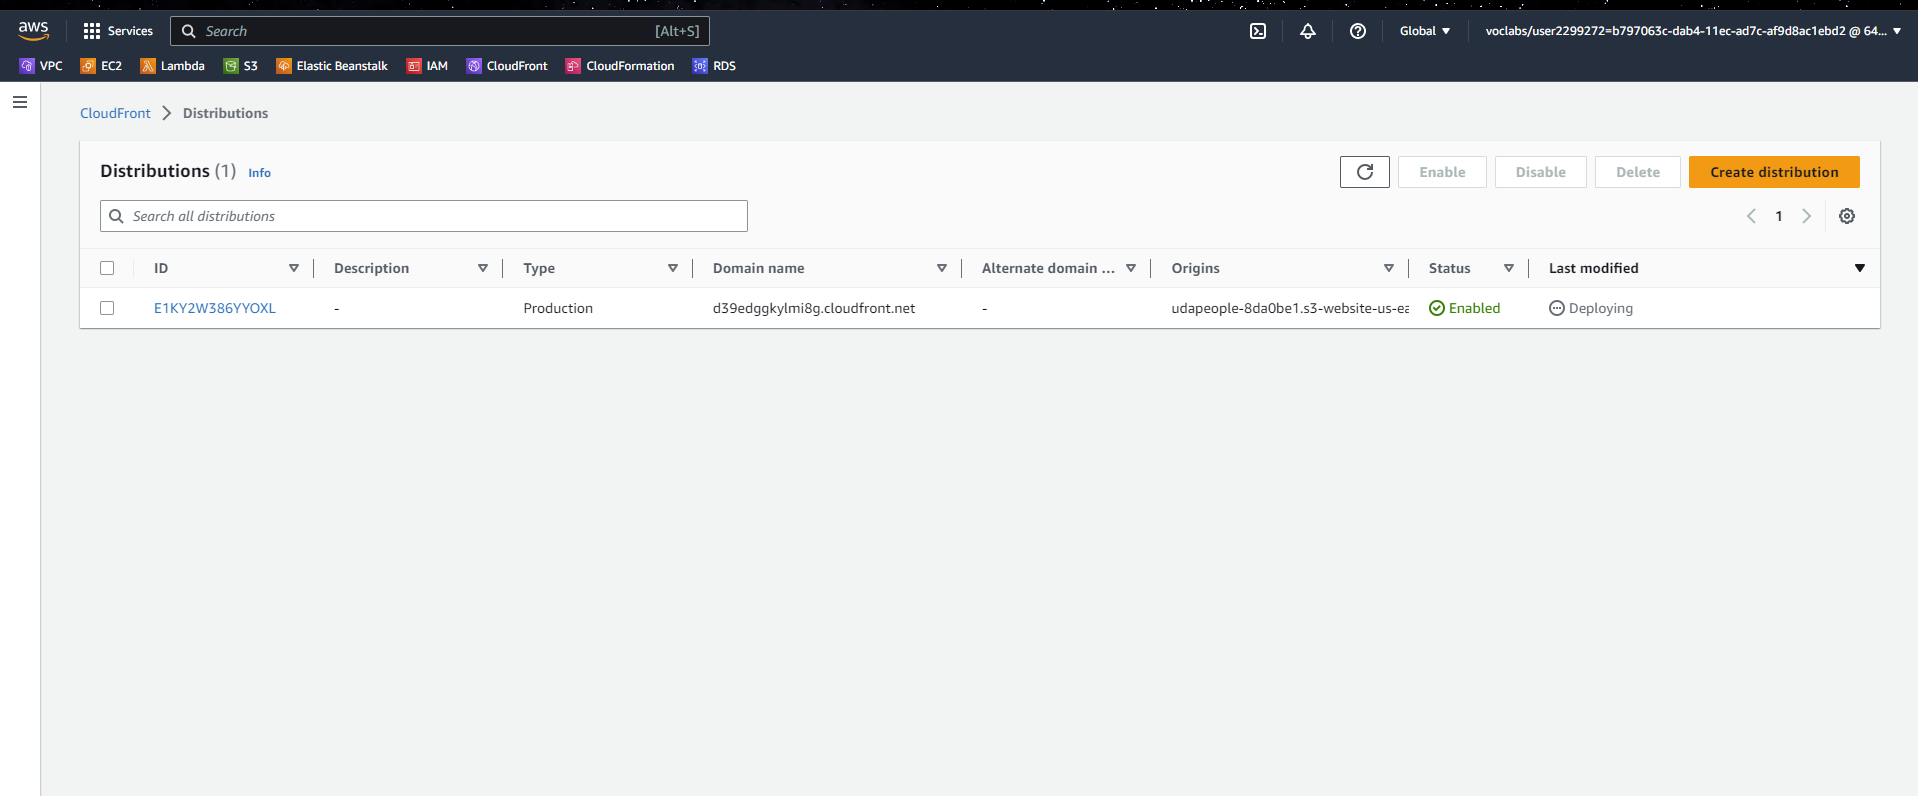 aws Services Search [Alt+S] Global voclabs/user2299272=b797063c-dab4-11ec-ad7c-af9d8ac1ebd2 @ 64...
VPC EC2 Lambda S3 Elastic Beanstalk IAM CloudFront CloudFormation RDS
CloudFront Distributions
Distributions (1) Info Enable Disable Delete Create distribution
Search all distributions 1
ID Description Type Domain name Alternate domain ... Origins Status Last modified
E1KY2W386YYOXL - Production d39edggkylmi8g.cloudfront.net - udapeople-8da0be1.s3-website-us-ea Enabled Deploying